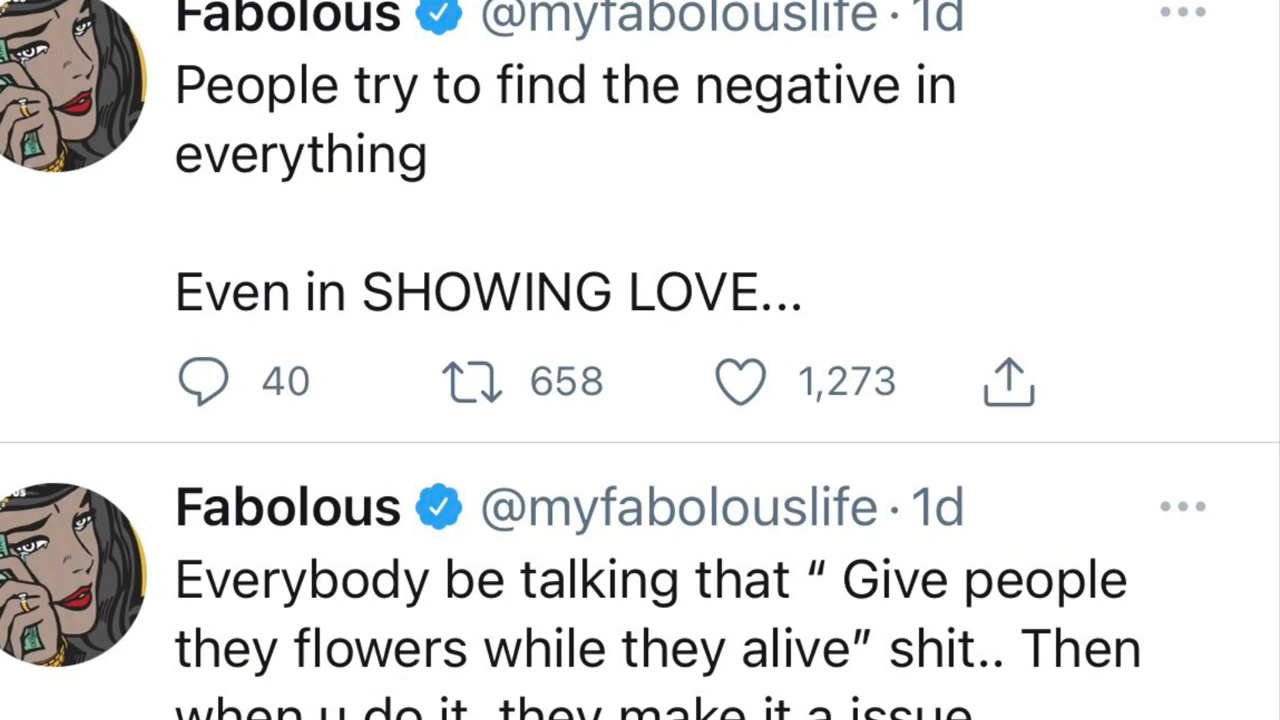 Fabolous @myfabolouslife · 1d
People try to find the negative in
everything
Even in SHOWING LOVE...
40 658 1,273
Fabolous @myfabolouslife · 1d
Everybody be talking that “ Give people
they flowers while they alive” shit.. Then
when u do it, they make it a issue